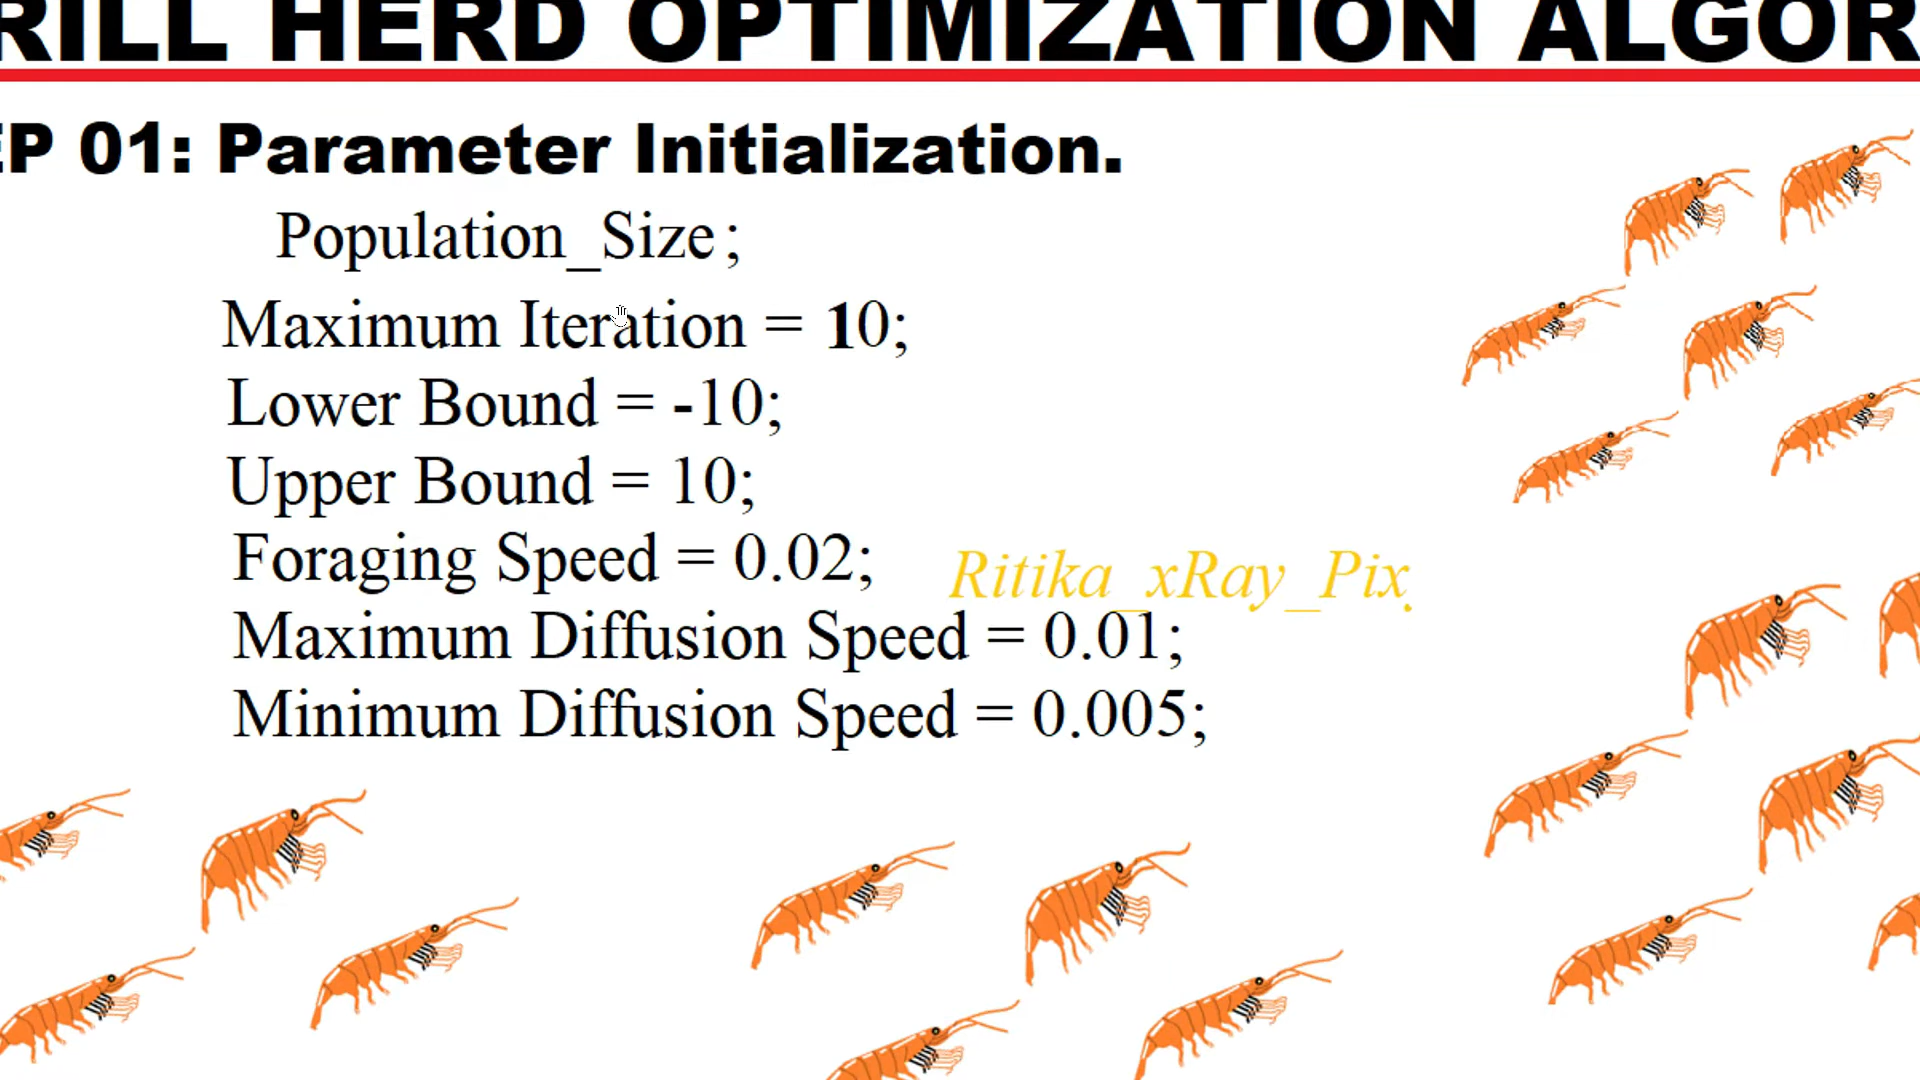 RILL HERD OPTIMIZATION ALGOR
EP 01: Parameter Initialization.
Population_Size;
Maximum Iteration = 10;
Lower Bound = -10;
Upper Bound = 10;
Foraging Speed = 0.02;
Ritika_xRay_Pix
Maximum Diffusion Speed = 0.01;
Minimum Diffusion Speed = 0.005;